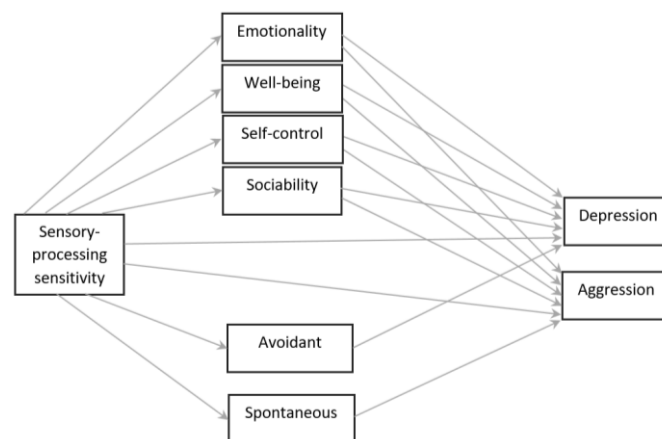 Emotionality
Well-being
Self-control
Sociability
Sensory-
processing
sensitivity
Depression
Aggression
Avoidant
Spontaneous